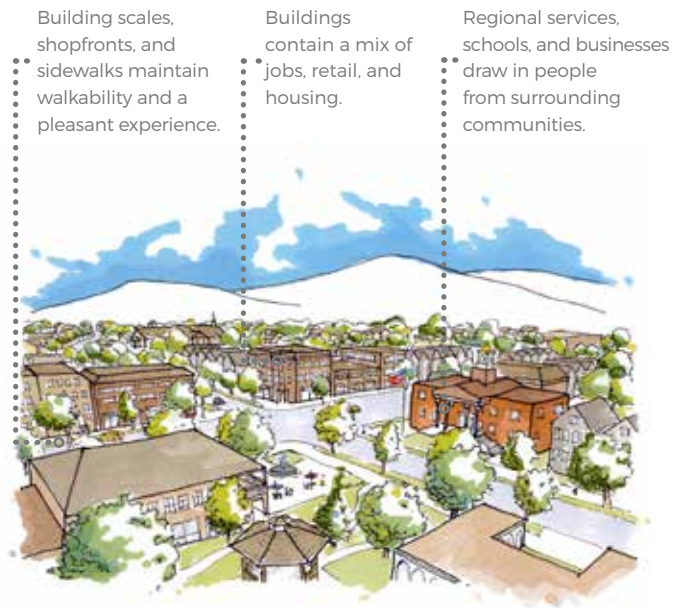 Building scales,
shopfronts, and
sidewalks maintain
walkability and a
pleasant experience.
Buildings
contain a mix of
jobs, retail, and
housing.
Regional services,
schools, and businesses
draw in people
from surrounding
communities.